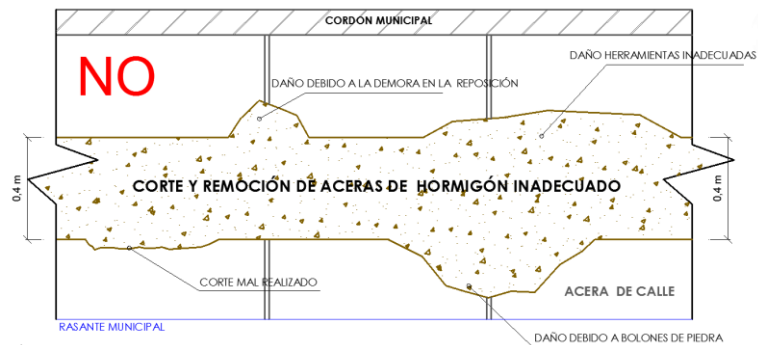 CORDÓN MUNICIPAL
NO
DAÑO HERRAMIENTAS INADECUADAS
DAÑO DEBIDO A LA DEMORA EN LA REPOSICIÓN
0,4 m
CORTE Y REMOCIÓN DE ACERAS DE HORMIGÓN INADECUADO
0,4 m
CORTE MAL REALIZADO
ACERA DE CALLE
RASANTE MUNICIPAL
DAÑO DEBIDO A BOLONES DE PIEDRA